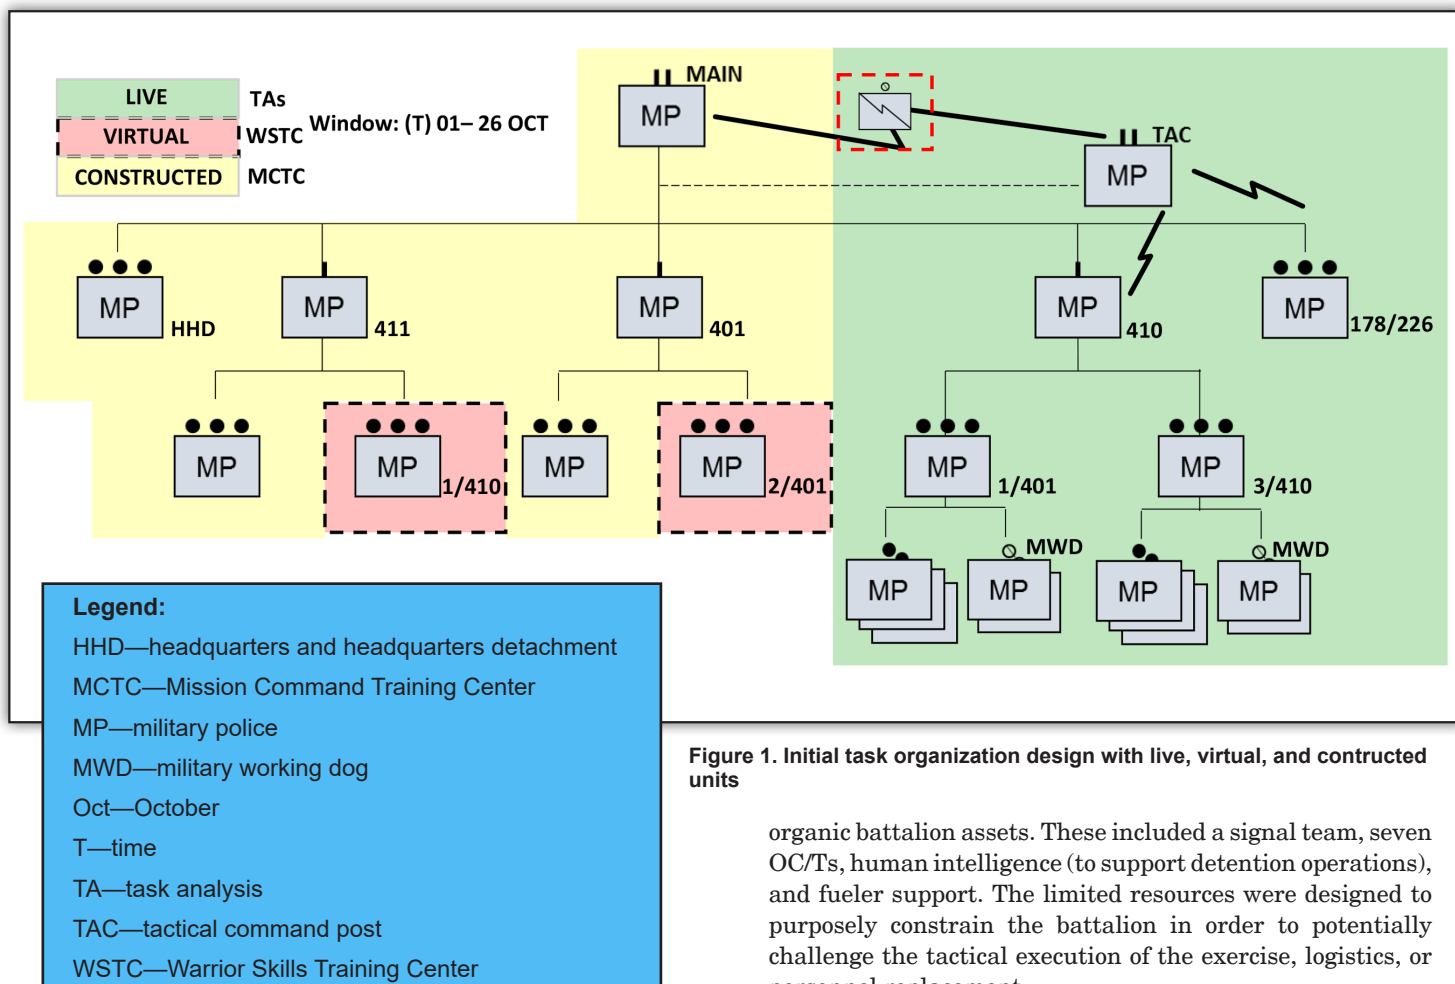 LIVE TAs
VIRTUAL WSTC
CONSTRUCTED MCTC
Window: (T) 01– 26 OCT
MP MAIN
MP TAC
MP HHD
MP 411
MP 401
MP 410
MP 178/226
MP
MP 1/410
MP
MP 2/401
MP 1/401
MP 3/410
MP
MP MWD
MP
MP MWD
Legend:
HHD—headquarters and headquarters detachment
MCTC—Mission Command Training Center
MP—military police
MWD—military working dog
Oct—October
T—time
TA—task analysis
TAC—tactical command post
WSTC—Warrior Skills Training Center
Figure 1. Initial task organization design with live, virtual, and contructed
units
organic battalion assets. These included a signal team, seven
OC/Ts, human intelligence (to support detention operations),
and fueler support. The limited resources were designed to
purposely constrain the battalion in order to potentially
challenge the tactical execution of the exercise, logistics, or
personnel replacement